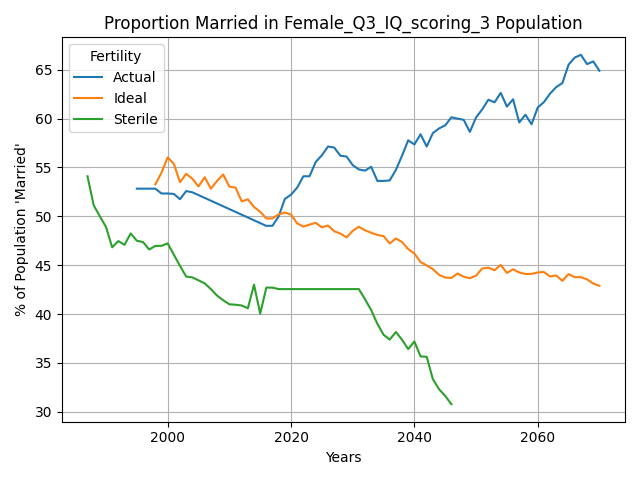 Proportion Married in Female_Q3_IQ_scoring_3 Population
Fertility
Actual
Ideal
Sterile
% of Population 'Married'
65
60
55
50
45
40
35
30
2000
2020
2040
2060
Years